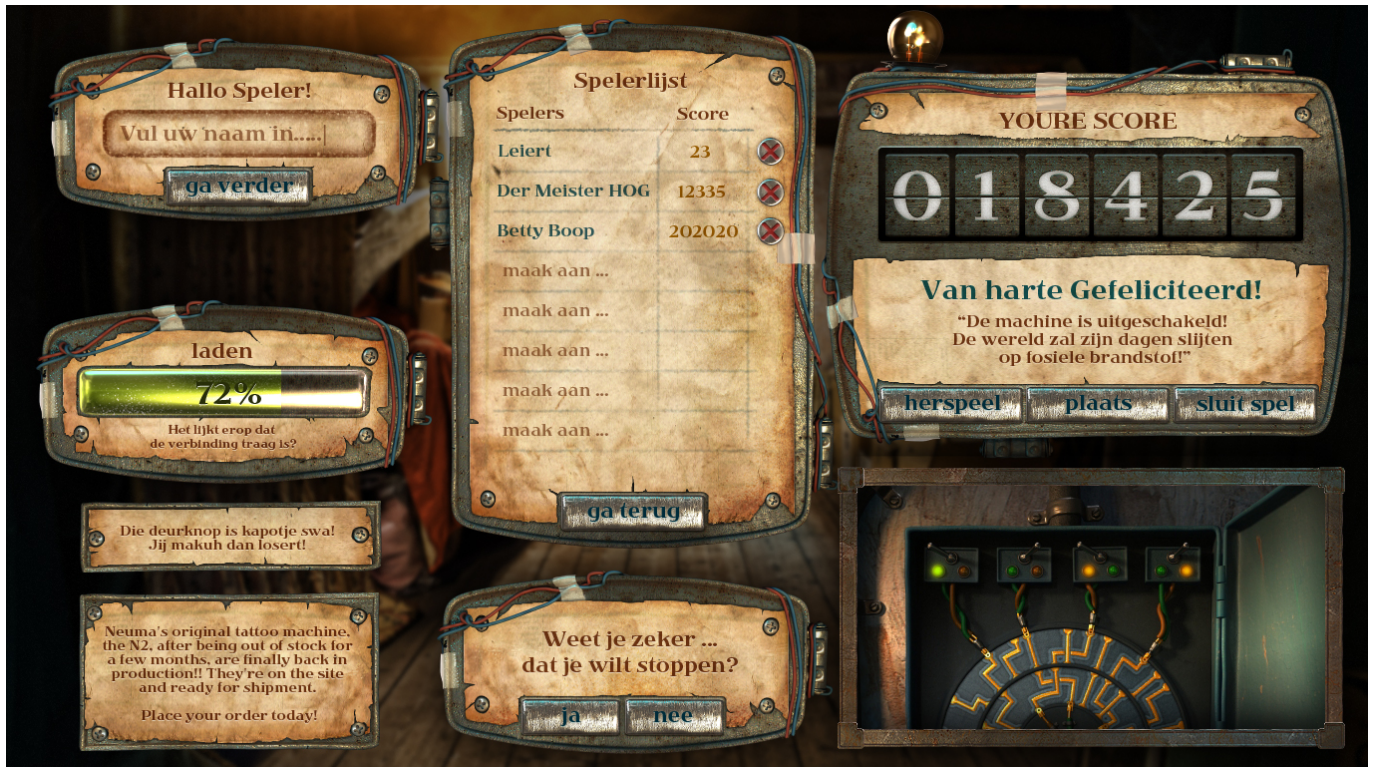 Hallo Speler!
Vul uw naam in.....|
ga verder
laden
72%
Het lijkt erop dat
de verbinding traag is?
Die deurknop is kapotje swa!
Jij makuh dan losert!
Neuma's original tattoo machine,
the N2, after being out of stock for
a few months, are finally back in
production!! They're on the site
and ready for shipment.
Place your order today!
Spelerlijst
Spelers Score
Leiert 23
Der Meister HOG 12335
Betty Boop 202020
maak aan ...
maak aan ...
maak aan ...
maak aan ...
maak aan ...
ga terug
Weet je zeker ...
dat je wilt stoppen?
ja nee
YOURE SCORE
018425
Van harte Gefeliciteerd!
“De machine is uitgeschakeld!
De wereld zal zijn dagen slijten
op fosiele brandstof!”
herspeel plaats sluit spel